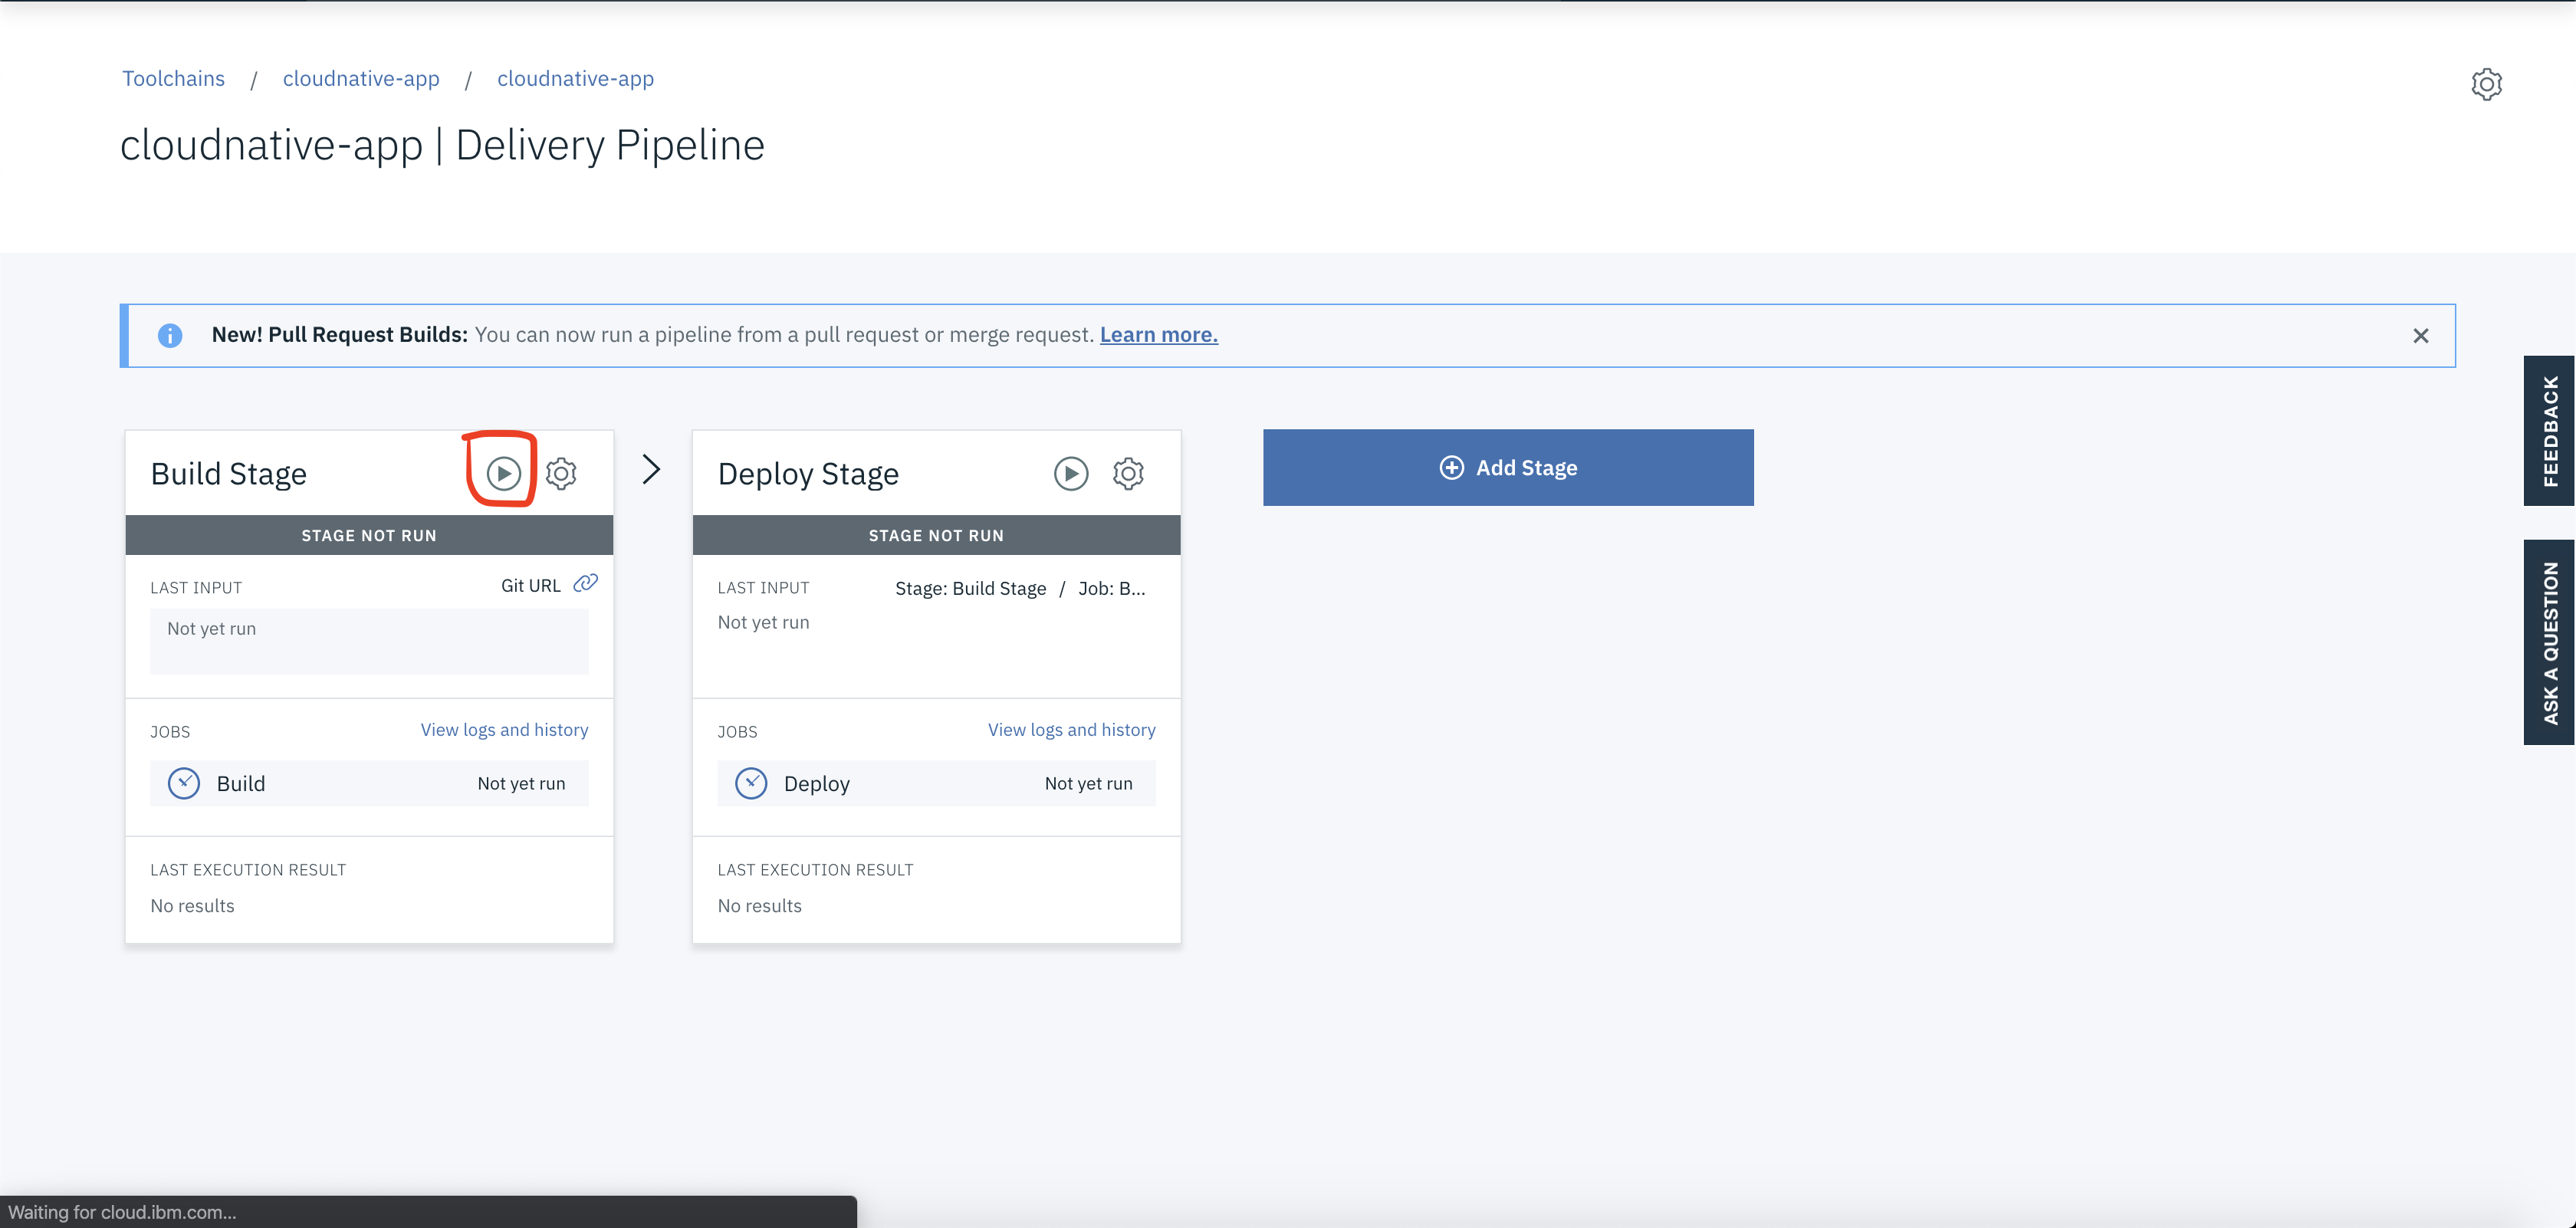 Toolchains / cloudnative-app / cloudnative-app
cloudnative-app | Delivery Pipeline
New! Pull Request Builds: You can now run a pipeline from a pull request or merge request. Learn more.
Build Stage
STAGE NOT RUN
LAST INPUT Git URL
Not yet run
JOBS View logs and history
Build Not yet run
LAST EXECUTION RESULT
No results
Deploy Stage
STAGE NOT RUN
LAST INPUT Stage: Build Stage / Job: B...
Not yet run
JOBS View logs and history
Deploy Not yet run
LAST EXECUTION RESULT
No results
Add Stage
FEEDBACK
ASK A QUESTION
Waiting for cloud.ibm.com...